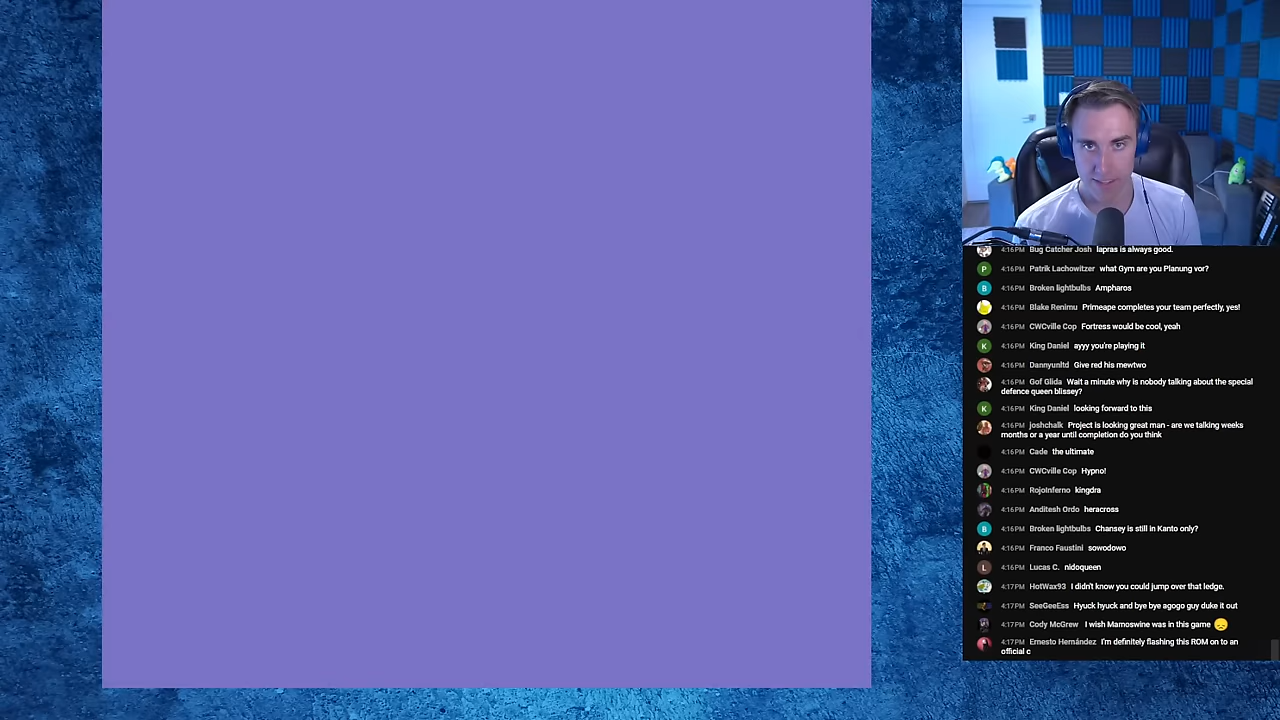 4:16PM Bug Catcher Josh lapras is always good.
P 4:16PM Patrik Lachowitzer what Gym are you Planung vor?
B 4:16PM Broken lightbulbs Ampharos
4:16PM Blake Renimu Primeape completes your team perfectly, yes!
4:16PM CWCville Cop Fortress would be cool, yeah
K 4:16PM King Daniel ayyy you're playing it
4:16PM Dannyunltd Give red his mewtwo
4:16PM Gof Glida Wait a minute why is nobody talking about the special
defence queen blissey?
K 4:16PM King Daniel looking forward to this
4:16PM joshchalk Project is looking great man - are we talking weeks
months or a year until completion do you think
4:16PM Cade the ultimate
4:16PM CWCville Cop Hypno!
4:16PM RojoInferno kingdra
4:16PM Anditesh Ordo heracross
B 4:16PM Broken lightbulbs Chansey is still in Kanto only?
4:16PM Franco Faustini sowodowo
L 4:16PM Lucas C. nidoqueen
4:17PM HotWax93 I didn't know you could jump over that ledge.
4:17PM SeeGeeEss Hyuck hyuck and bye bye agogo guy duke it out
4:17PM Cody McGrew I wish Mamoswine was in this game 😞
4:17PM Ernesto Hernández I'm definitely flashing this ROM on to an
official c